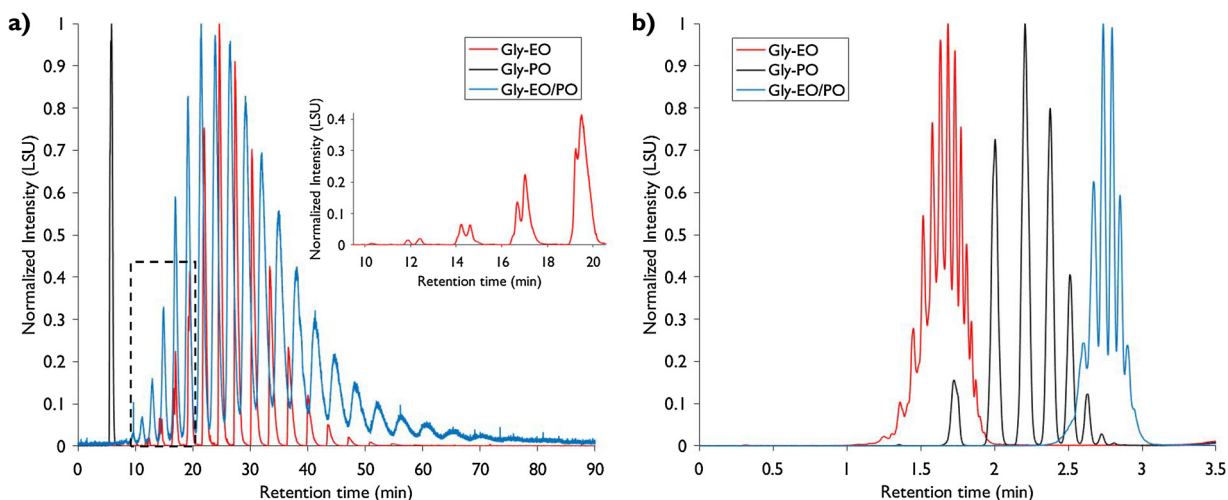 a)
Normalized Intensity (LSU)
1
0.9
0.8
0.7
0.6
0.5
0.4
0.3
0.2
0.1
0
0 10 20 30 40 50 60 70 80 90
Retention time (min)
Gly-EO
Gly-PO
Gly-EO/PO
Normalized Intensity (LSU)
0.4
0.3
0.2
0.1
0
10 12 14 16 18 20
Retention time (min)
b)
Normalized Intensity (LSU)
1
0.9
0.8
0.7
0.6
0.5
0.4
0.3
0.2
0.1
0
0 0.5 1 1.5 2 2.5 3 3.5
Retention time (min)
Gly-EO
Gly-PO
Gly-EO/PO